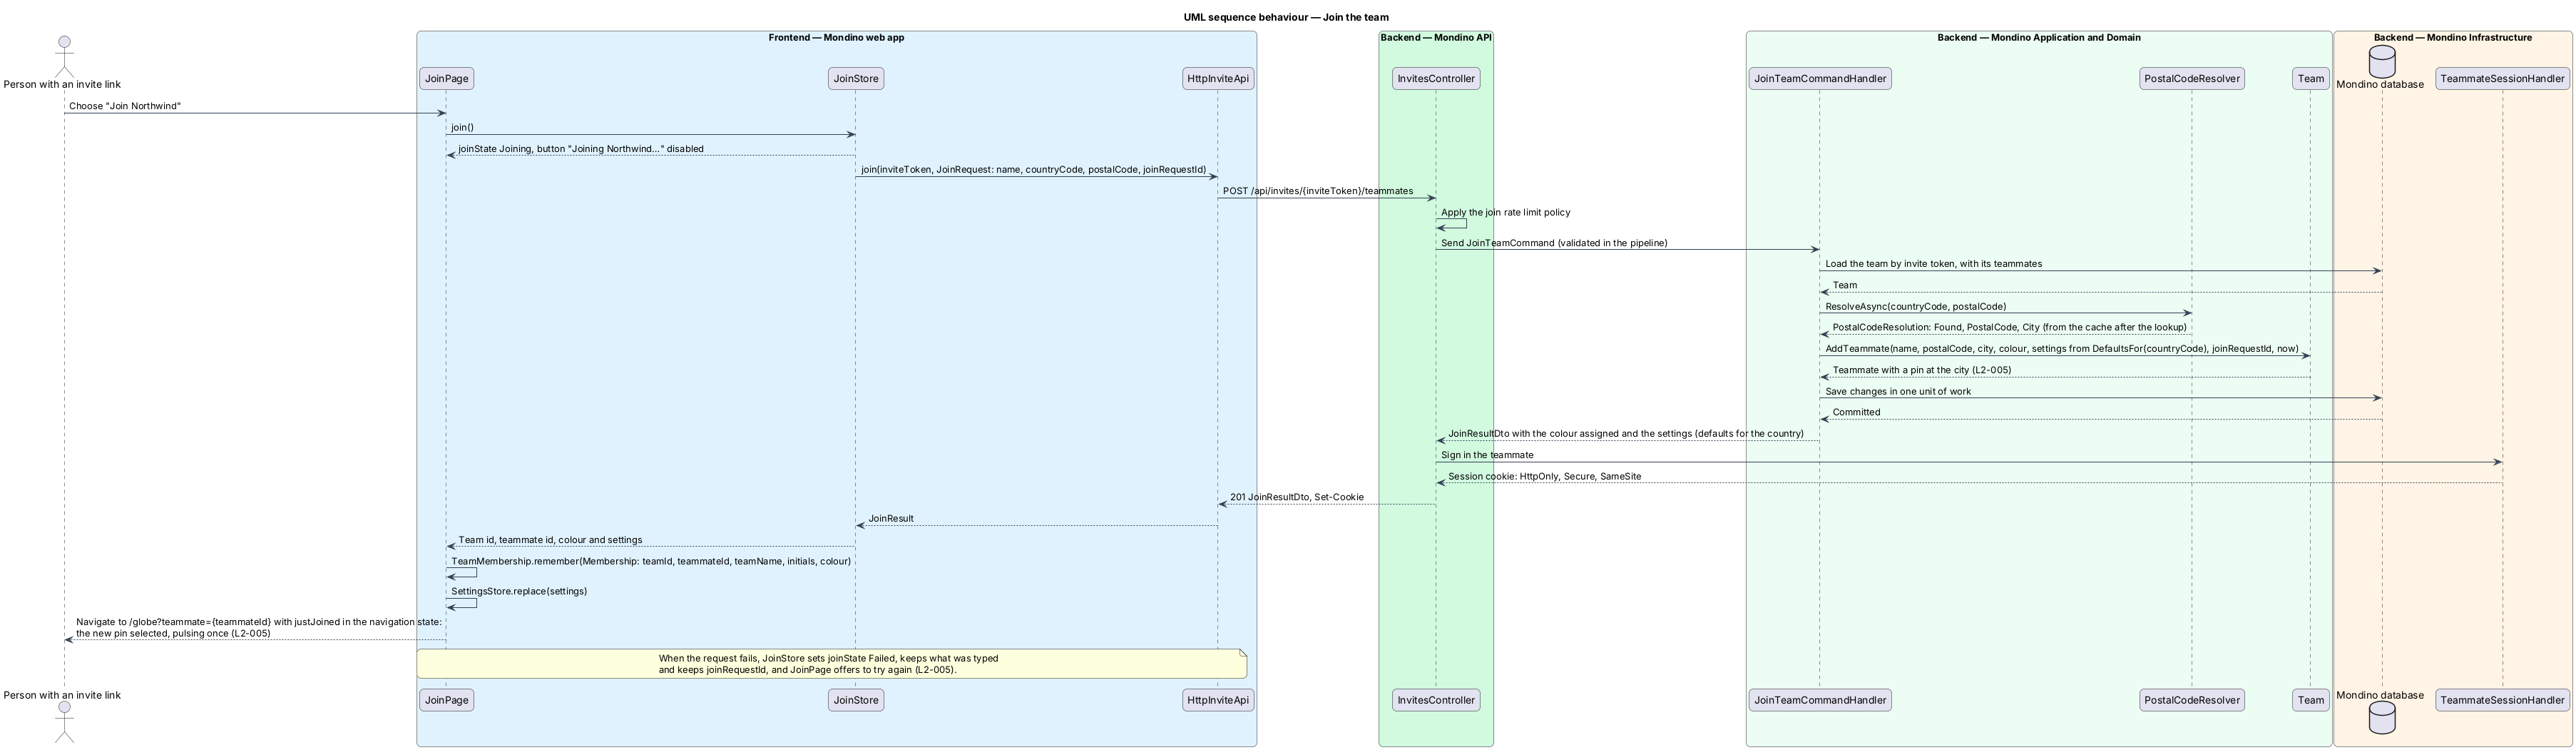 UML sequence behaviour — Join the team
Frontend — Mondino web app
Backend — Mondino API
Backend — Mondino Application and Domain
Backend — Mondino Infrastructure
Person with an invite link
JoinPage
JoinStore
HttpInviteApi
InvitesController
JoinTeamCommandHandler
PostalCodeResolver
Team
Mondino database
TeammateSessionHandler
Choose "Join Northwind"
join()
joinState Joining, button "Joining Northwind…" disabled
join(inviteToken, JoinRequest: name, countryCode, postalCode, joinRequestId)
POST /api/invites/{inviteToken}/teammates
Apply the join rate limit policy
Send JoinTeamCommand (validated in the pipeline)
Load the team by invite token, with its teammates
Team
ResolveAsync(countryCode, postalCode)
PostalCodeResolution: Found, PostalCode, City (from the cache after the lookup)
AddTeammate(name, postalCode, city, colour, settings from DefaultsFor(countryCode), joinRequestId, now)
Teammate with a pin at the city (L2-005)
Save changes in one unit of work
Committed
JoinResultDto with the colour assigned and the settings (defaults for the country)
Sign in the teammate
Session cookie: HttpOnly, Secure, SameSite
201 JoinResultDto, Set-Cookie
JoinResult
Team id, teammate id, colour and settings
TeamMembership.remember(Membership: teamId, teammateId, teamName, initials, colour)
SettingsStore.replace(settings)
Navigate to /globe?teammate={teammateId} with justJoined in the navigation state:
the new pin selected, pulsing once (L2-005)
When the request fails, JoinStore sets joinState Failed, keeps what was typed
and keeps joinRequestId, and JoinPage offers to try again (L2-005).
Person with an invite link
JoinPage
JoinStore
HttpInviteApi
InvitesController
JoinTeamCommandHandler
PostalCodeResolver
Team
Mondino database
TeammateSessionHandler